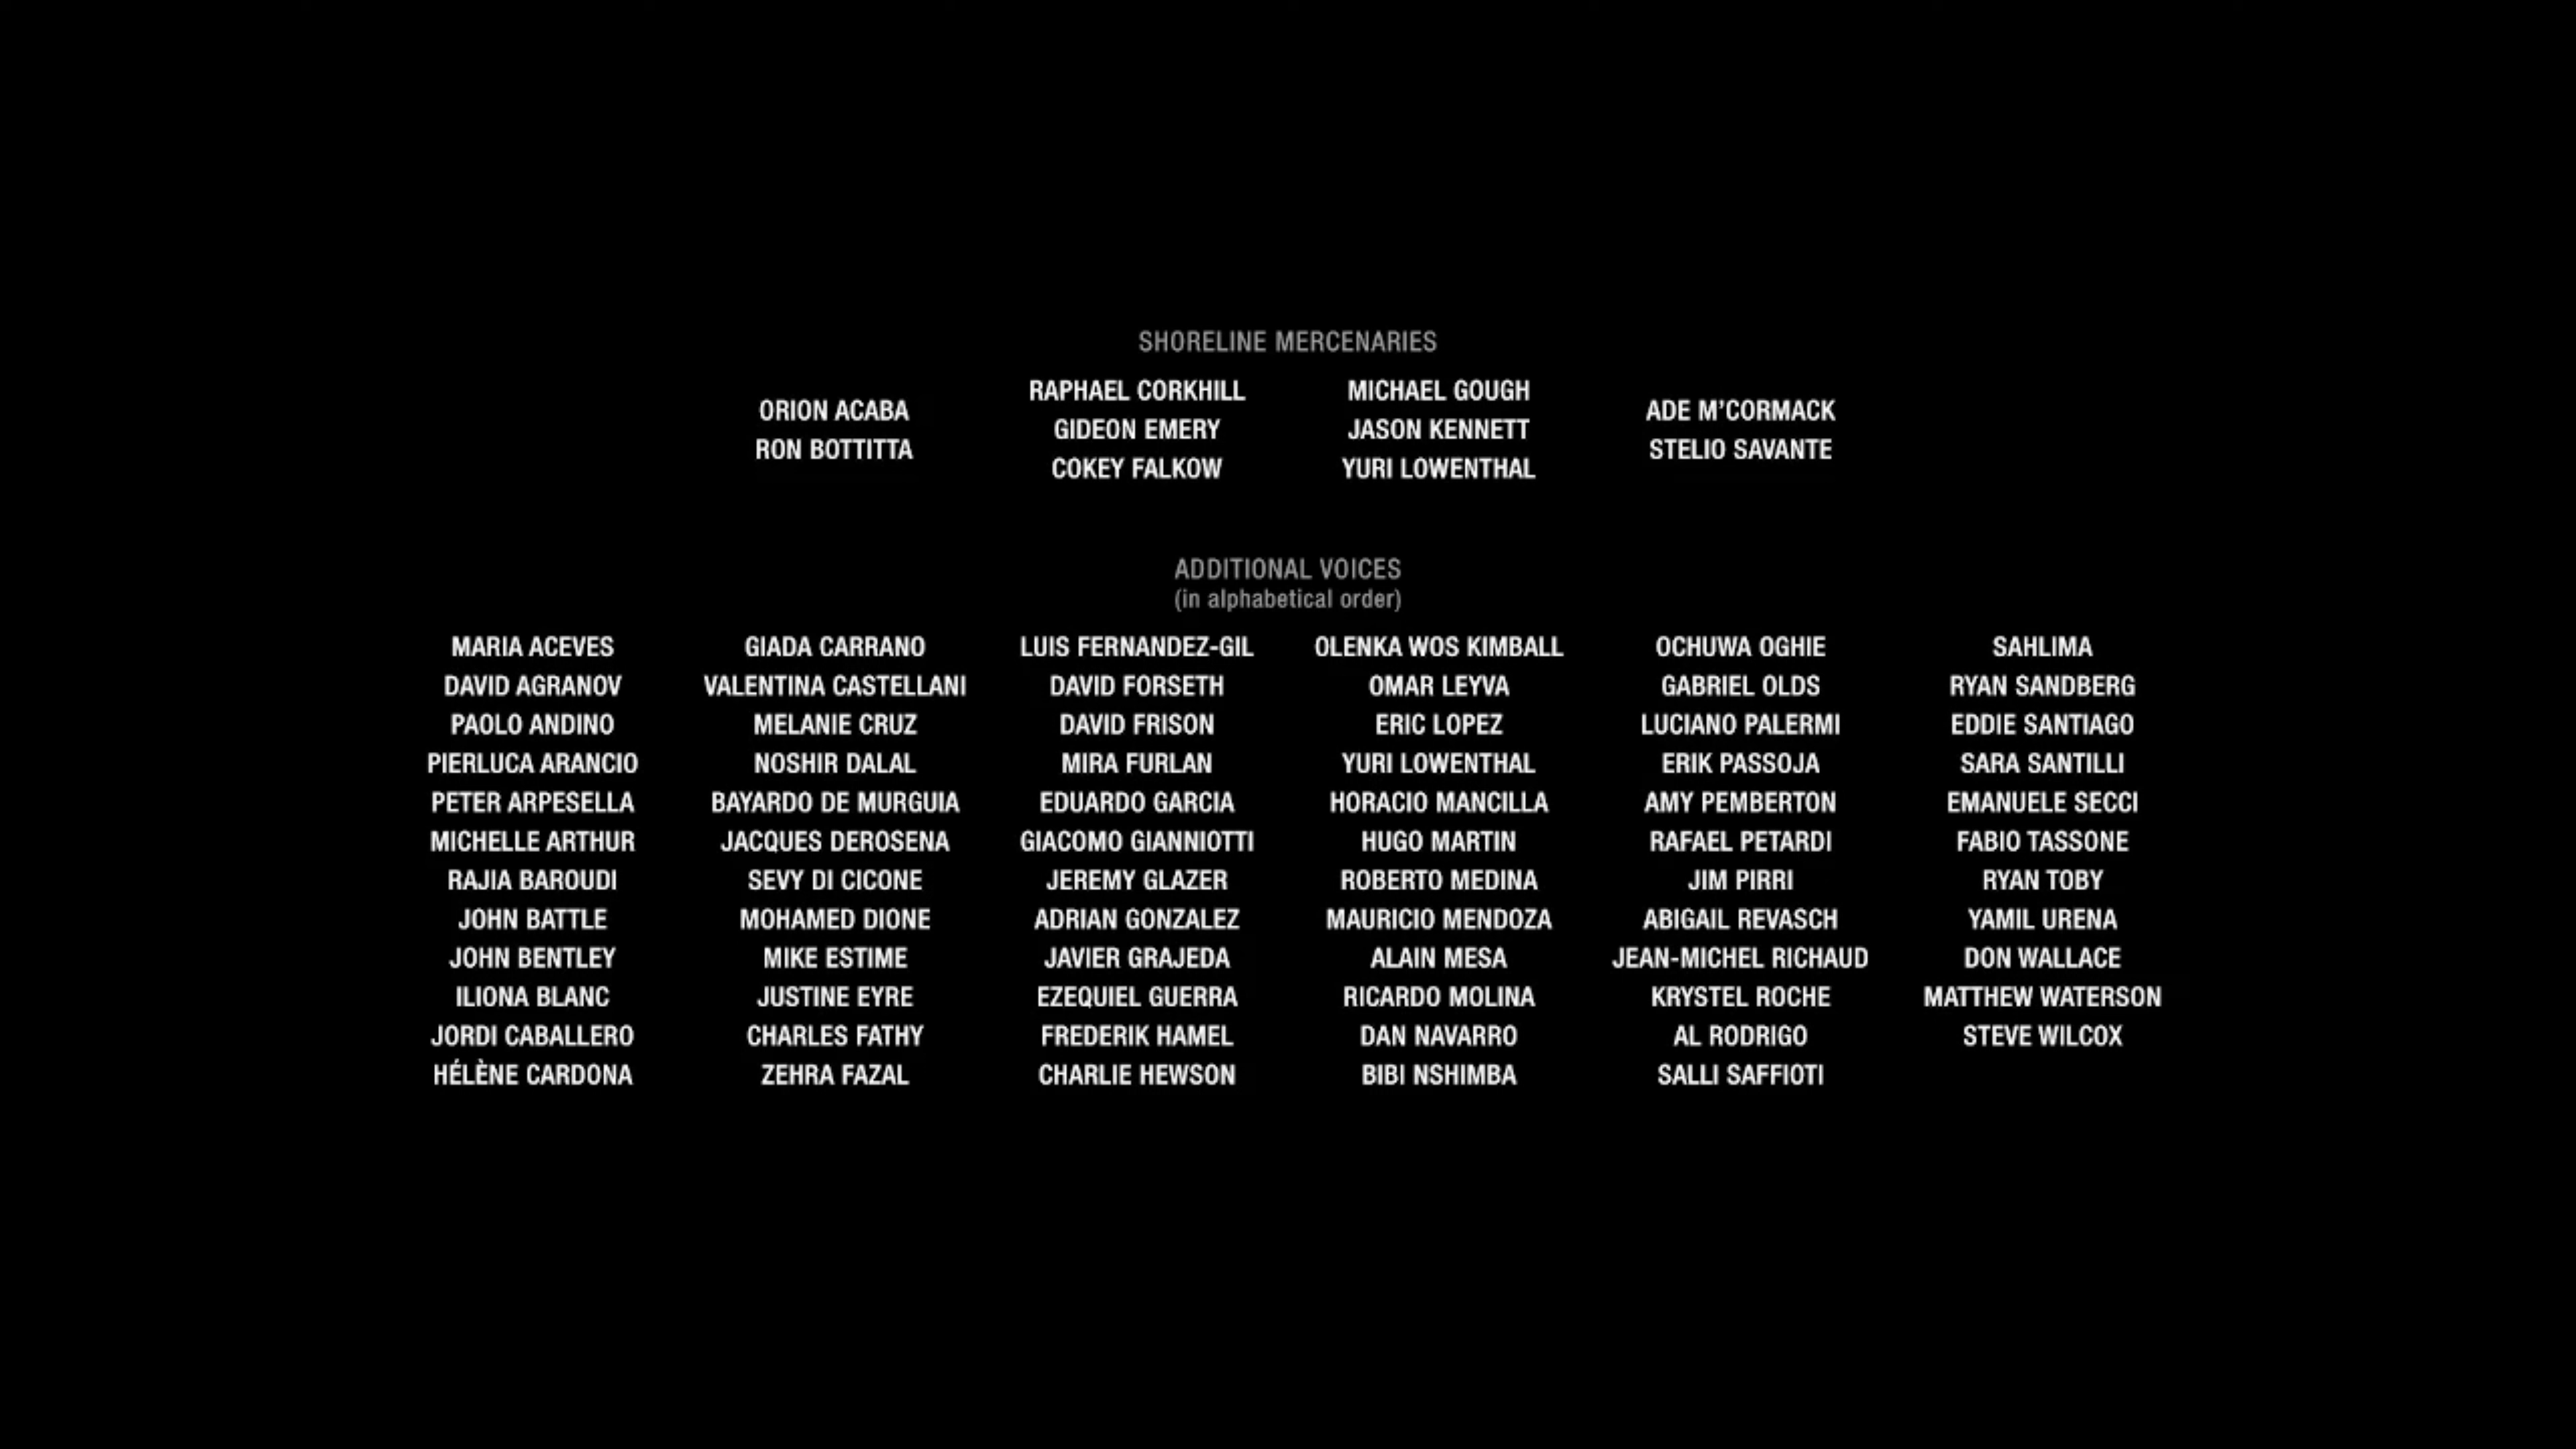 SHORELINE MERCENARIES
ORION ACABA
RON BOTTITTA
RAPHAEL CORKHILL
GIDEON EMERY
COKEY FALKOW
MICHAEL GOUGH
JASON KENNETT
YURI LOWENTHAL
ADE M'CORMACK
STELIO SAVANTE
ADDITIONAL VOICES
(in alphabetical order)
MARIA ACEVES
DAVID AGRANOV
PAOLO ANDINO
PIERLUCA ARANCIO
PETER ARPESELLA
MICHELLE ARTHUR
RAJIA BAROUDI
JOHN BATTLE
JOHN BENTLEY
ILIONA BLANC
JORDI CABALLERO
HÉLÈNE CARDONA
GIADA CARRANO
VALENTINA CASTELLANI
MELANIE CRUZ
NOSHIR DALAL
BAYARDO DE MURGUIA
JACQUES DEROSENA
SEVY DI CICONE
MOHAMED DIONE
MIKE ESTIME
JUSTINE EYRE
CHARLES FATHY
ZEHRA FAZAL
LUIS FERNANDEZ-GIL
DAVID FORSETH
DAVID FRISON
MIRA FURLAN
EDUARDO GARCIA
GIACOMO GIANNIOTTI
JEREMY GLAZER
ADRIAN GONZALEZ
JAVIER GRAJEDA
EZEQUIEL GUERRA
FREDERIK HAMEL
CHARLIE HEWSON
OLENKA WOS KIMBALL
OMAR LEYVA
ERIC LOPEZ
YURI LOWENTHAL
HORACIO MANCILLA
HUGO MARTIN
ROBERTO MEDINA
MAURICIO MENDOZA
ALAIN MESA
RICARDO MOLINA
DAN NAVARRO
BIBI NSHIMBA
OCHUWA OGHIE
GABRIEL OLDS
LUCIANO PALERMI
ERIK PASSOJA
AMY PEMBERTON
RAFAEL PETARDI
JIM PIRRI
ABIGAIL REVASCH
JEAN-MICHEL RICHAUD
KRYSTEL ROCHE
AL RODRIGO
SALLI SAFFIOTI
SAHLIMA
RYAN SANDBERG
EDDIE SANTIAGO
SARA SANTILLI
EMANUELE SECCI
FABIO TASSONE
RYAN TOBY
YAMIL URENA
DON WALLACE
MATTHEW WATERSON
STEVE WILCOX